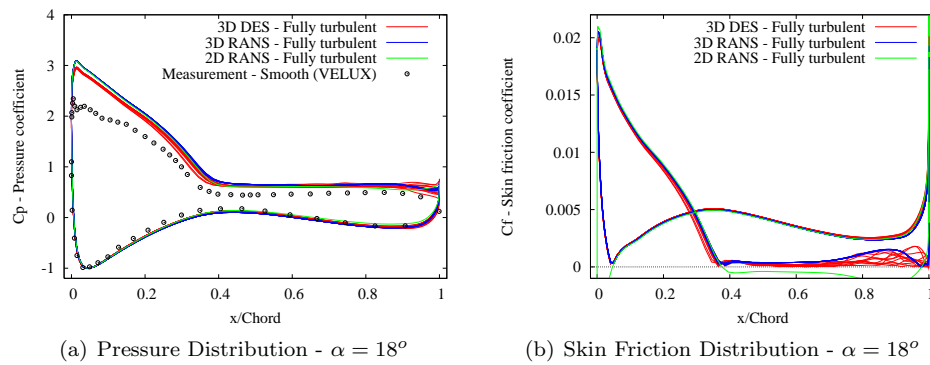 Cp - Pressure coefficient
4
3
2
1
0
-1
3D DES - Fully turbulent
3D RANS - Fully turbulent
2D RANS - Fully turbulent
Measurement - Smooth (VELUX)
0
0.2
0.4
0.6
0.8
1
x/Chord
(a) Pressure Distribution - α = 18°
Cf - Skin friction coefficient
0.02
0.015
0.01
0.005
0
3D DES - Fully turbulent
3D RANS - Fully turbulent
2D RANS - Fully turbulent
0
0.2
0.4
0.6
0.8
1
x/Chord
(b) Skin Friction Distribution - α = 18°